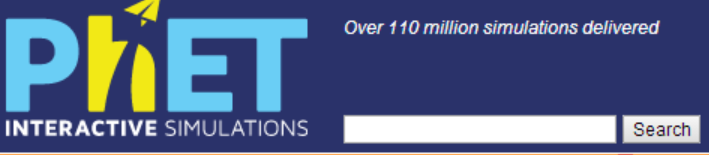 PhET
INTERACTIVE SIMULATIONS
Over 110 million simulations delivered
Search